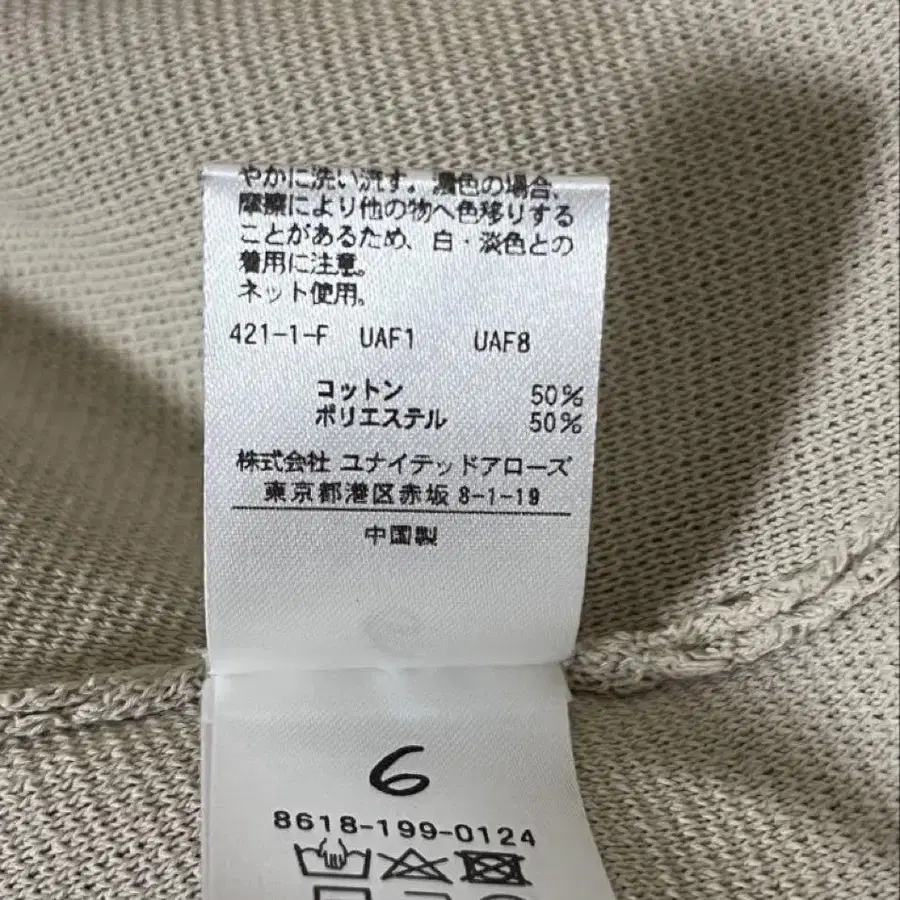 やかに洗い流す。濃色の場合、
摩擦により他の物へ色移りする
ことがあるため、白・淡色との
着用に注意。
ネット使用。
421-1-F UAF1 UAF8
コットン 50%
ポリエステル 50%
株式会社 ユナイテッドアローズ
東京都港区赤坂 8-1-19
中国製
6
8618-199-0124